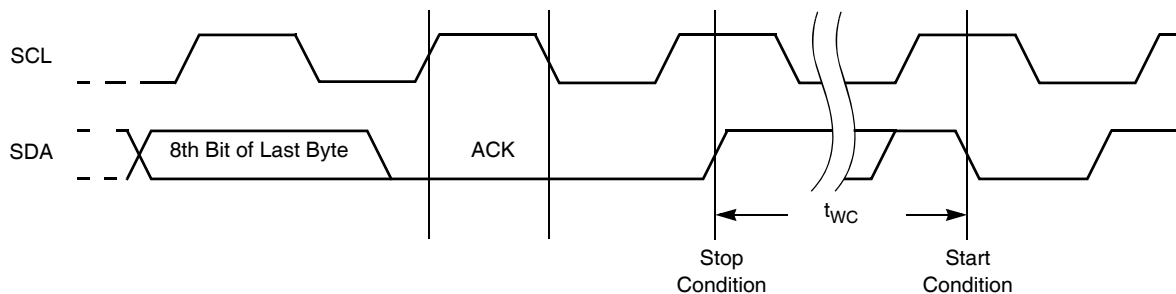 SCL
SDA
8th Bit of Last Byte
ACK
tWC
Stop
Condition
Start
Condition